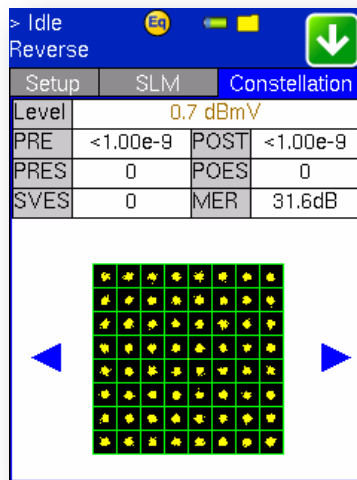 > Idle
Eq
Reverse
Setup SLM Constellation
Level 0.7 dBmV
PRE <1.00e-9 POST <1.00e-9
PRES 0 POES 0
SVES 0 MER 31.6dB